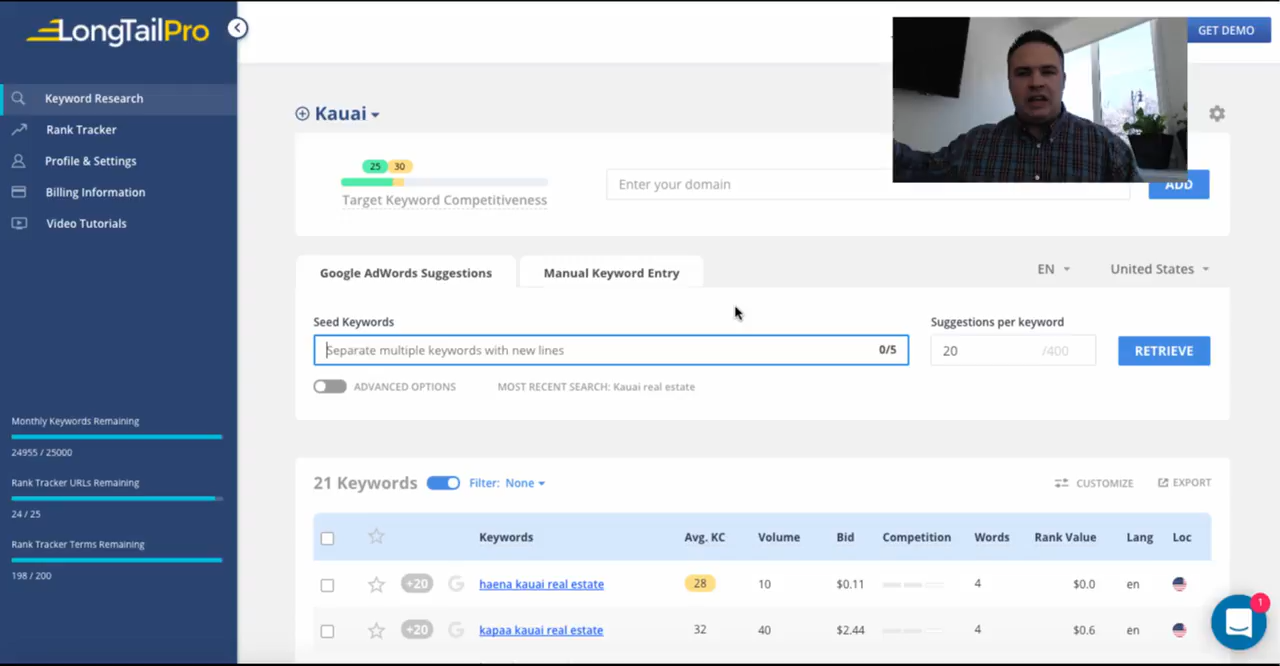 LongTailPro
GET DEMO
Keyword Research
Rank Tracker
Profile & Settings
Billing Information
Video Tutorials
Monthly Keywords Remaining
24955 / 25000
Rank Tracker URLs Remaining
24 / 25
Rank Tracker Terms Remaining
198 / 200
Kauai
25 30
Target Keyword Competitiveness
Enter your domain
ADD
Google AdWords Suggestions
Manual Keyword Entry
EN
United States
Seed Keywords
Suggestions per keyword
Separate multiple keywords with new lines 0/5
20 /400
RETRIEVE
ADVANCED OPTIONS
MOST RECENT SEARCH: Kauai real estate
21 Keywords
Filter: None
CUSTOMIZE
EXPORT
Keywords Avg. KC Volume Bid Competition Words Rank Value Lang Loc
+20 G haena kauai real estate 28 10 $0.11 4 $0.0 en
+20 G kapaa kauai real estate 32 40 $2.44 4 $0.6 en
1